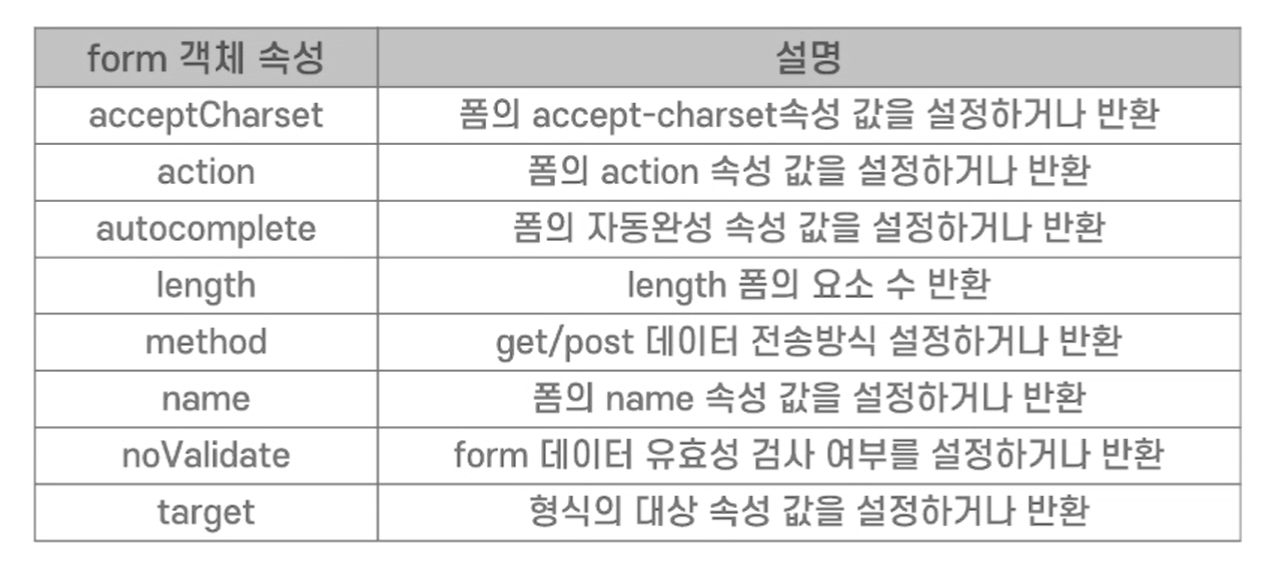 form 객체 속성 설명
acceptCharset 폼의 accept-charset속성 값을 설정하거나 반환
action 폼의 action 속성 값을 설정하거나 반환
autocomplete 폼의 자동완성 속성 값을 설정하거나 반환
length length 폼의 요소 수 반환
method get/post 데이터 전송방식 설정하거나 반환
name 폼의 name 속성 값을 설정하거나 반환
noValidate form 데이터 유효성 검사 여부를 설정하거나 반환
target 형식의 대상 속성 값을 설정하거나 반환